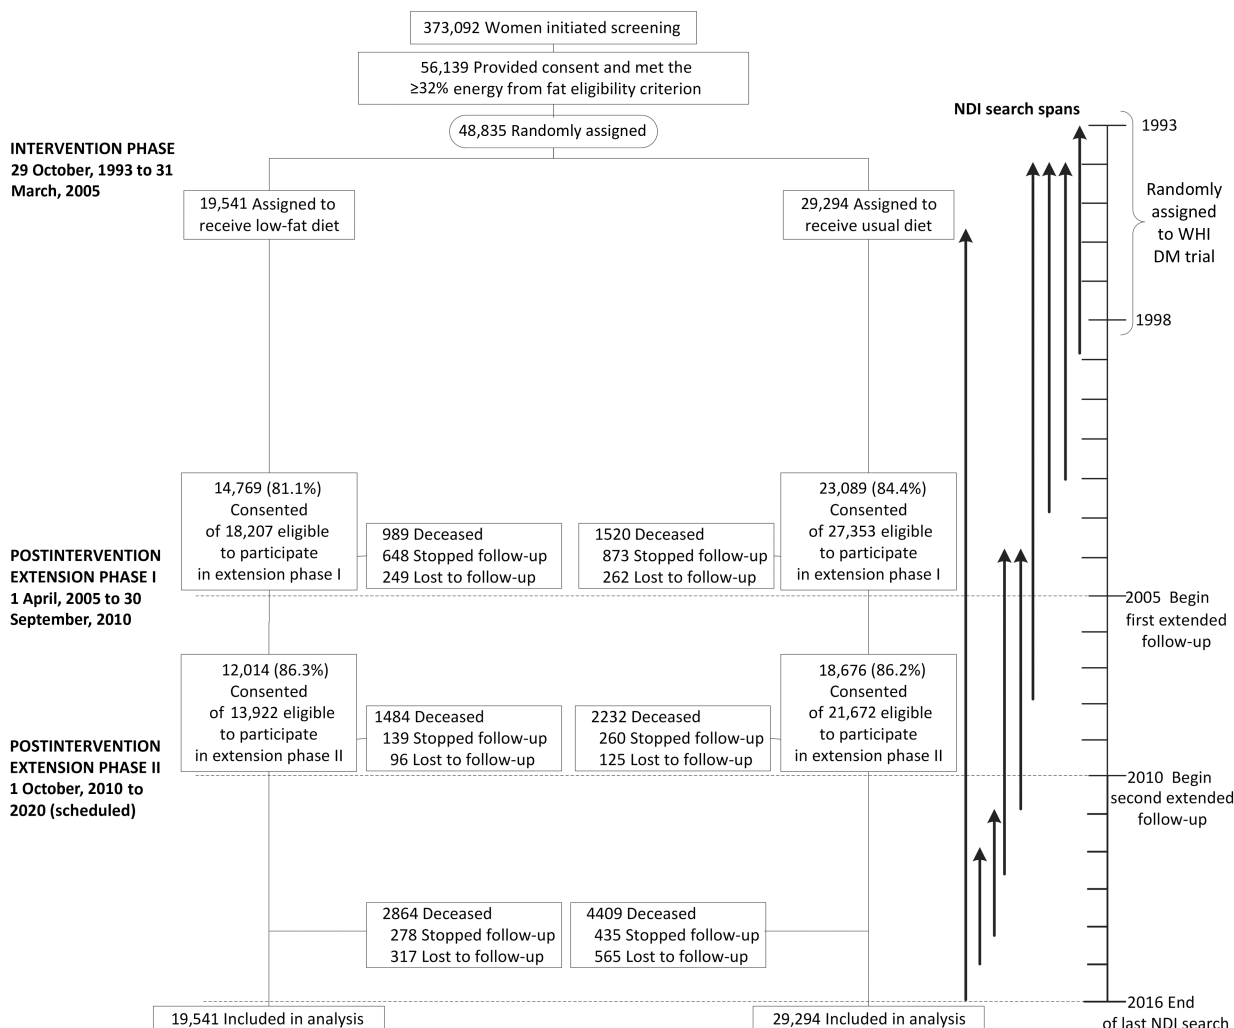 373,092 Women initiated screening
56,139 Provided consent and met the
≥32% energy from fat eligibility criterion
48,835 Randomly assigned
INTERVENTION PHASE
29 October, 1993 to 31
March, 2005
19,541 Assigned to
receive low-fat diet
29,294 Assigned to
receive usual diet
NDI search spans
1993
Randomly
assigned
to WHI
DM trial
1998
14,769 (81.1%)
Consented
of 18,207 eligible
to participate
in extension phase I
989 Deceased
648 Stopped follow-up
249 Lost to follow-up
1520 Deceased
873 Stopped follow-up
262 Lost to follow-up
23,089 (84.4%)
Consented
of 27,353 eligible
to participate
in extension phase I
POSTINTERVENTION
EXTENSION PHASE I
1 April, 2005 to 30
September, 2010
2005 Begin
first extended
follow-up
12,014 (86.3%)
Consented
of 13,922 eligible
to participate
in extension phase II
1484 Deceased
139 Stopped follow-up
96 Lost to follow-up
2232 Deceased
260 Stopped follow-up
125 Lost to follow-up
18,676 (86.2%)
Consented
of 21,672 eligible
to participate
in extension phase II
POSTINTERVENTION
EXTENSION PHASE II
1 October, 2010 to
2020 (scheduled)
2010 Begin
second extended
follow-up
2864 Deceased
278 Stopped follow-up
317 Lost to follow-up
4409 Deceased
435 Stopped follow-up
565 Lost to follow-up
19,541 Included in analysis
29,294 Included in analysis
2016 End
of last NDI search